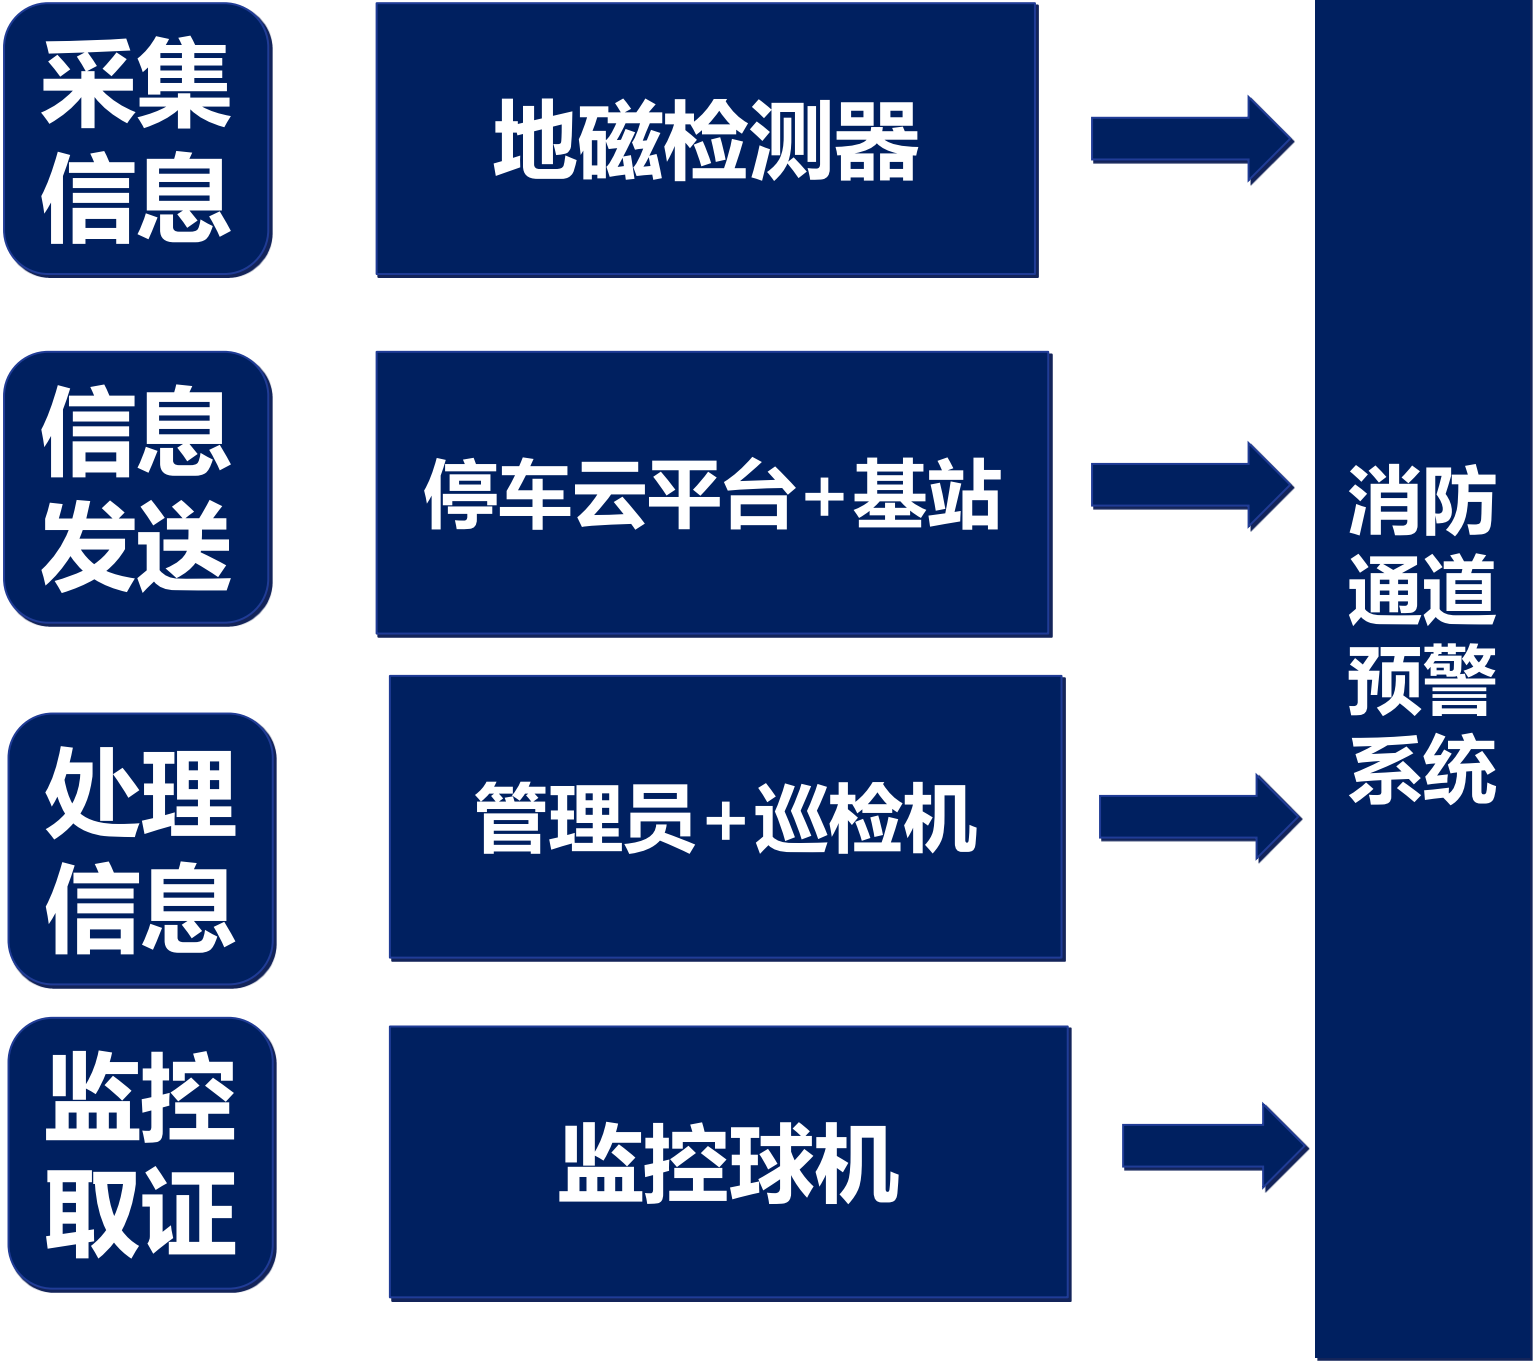 采集
信息
地磁检测器
信息
发送
停车云平台+基站
处理
信息
管理员+巡检机
监控
取证
监控球机
消防
通道
预警
系统